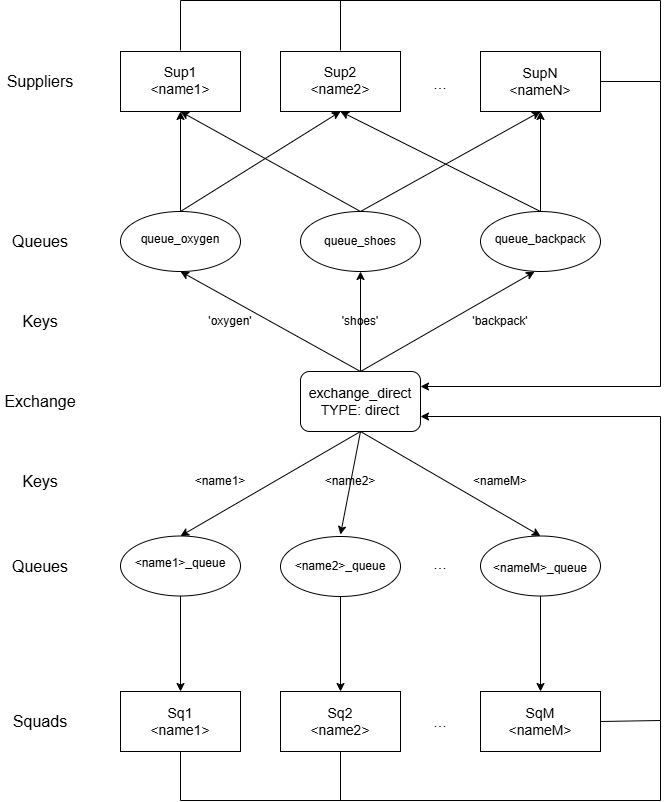 Suppliers
Sup1
<name1>
Sup2
<name2>
...
SupN
<nameN>
Queues
queue_oxygen
queue_shoes
queue_backpack
Keys
'oxygen'
'shoes'
'backpack'
Exchange
exchange_direct
TYPE: direct
Keys
<name1>
<name2>
<nameM>
Queues
<name1>_queue
<name2>_queue
...
<nameM>_queue
Squads
Sq1
<name1>
Sq2
<name2>
...
SqM
<nameM>